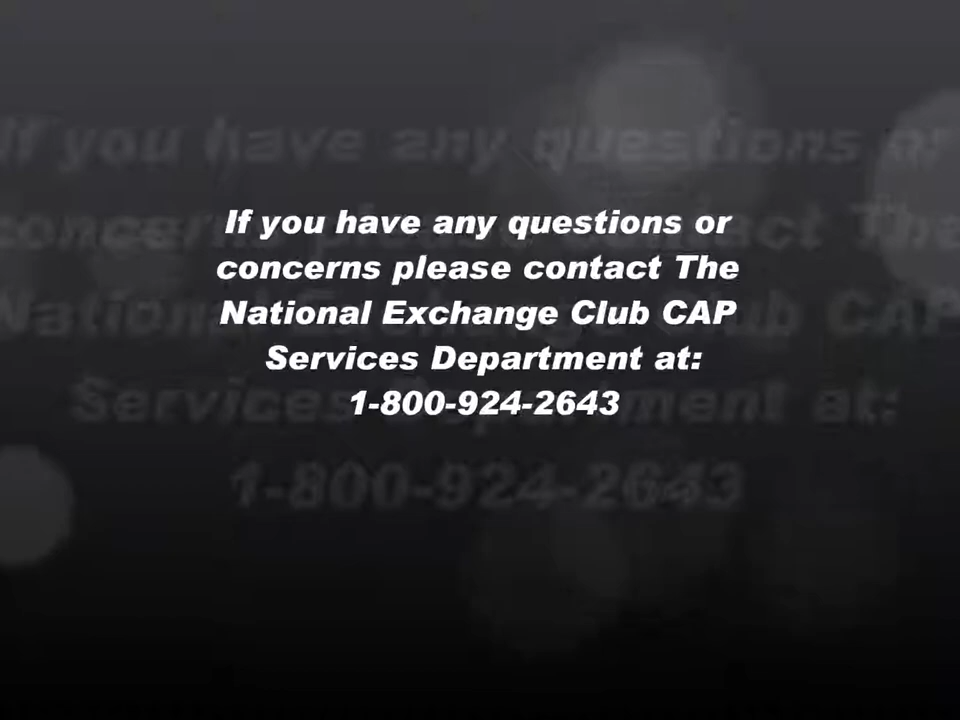 If you have any questions or
concerns please contact The
National Exchange Club CAP
Services Department at:
1-800-924-2643